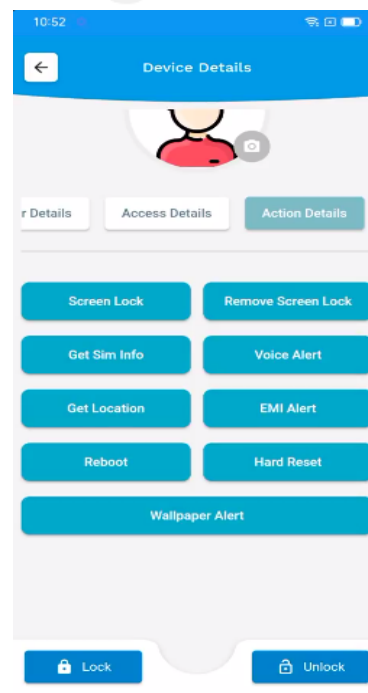 10:52
Device Details
r Details Access Details Action Details
Screen Lock Remove Screen Lock
Get Sim Info Voice Alert
Get Location EMI Alert
Reboot Hard Reset
Wallpaper Alert
Lock Unlock